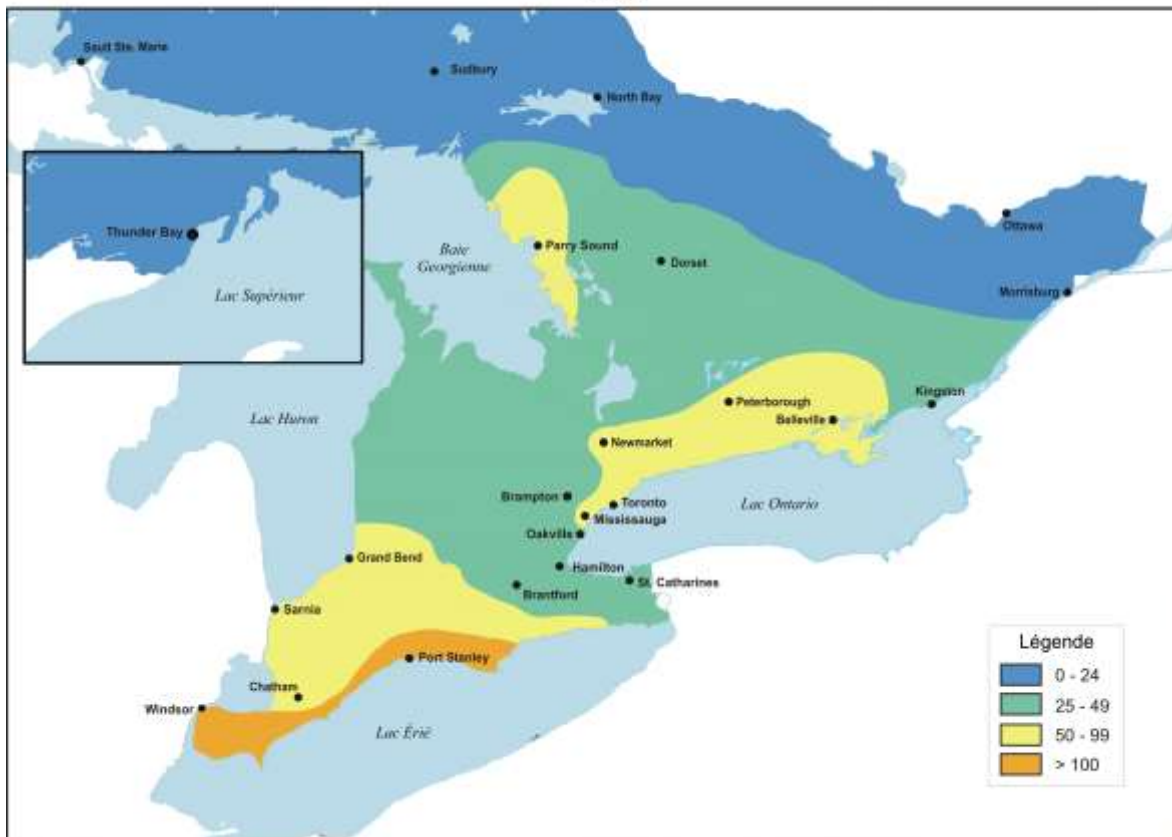 Sault Ste. Marie
Sudbury
North Bay
Thunder Bay
Lac Supérieur
Baie
Georgienne
Parry Sound
Dorset
Ottawa
Morrisburg
Lac Huron
Peterborough
Kingston
Belleville
Newmarket
Brampton
Toronto
Mississauga
Lac Ontario
Oakville
Grand Bend
Hamilton
St. Catharines
Brantford
Sarnia
Port Stanley
Chatham
Windsor
Lac Érié
Légende
0 - 24
25 - 49
50 - 99
> 100